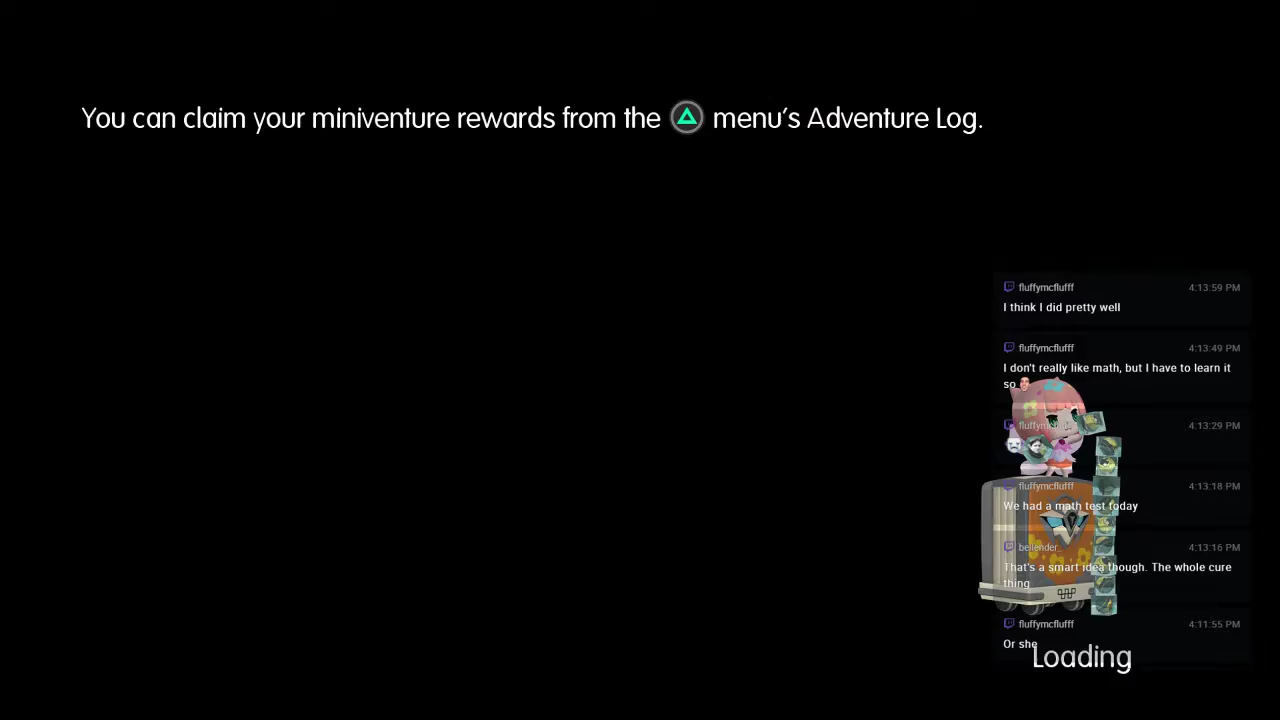 You can claim your miniventure rewards from the menu's Adventure Log.
fluffymcflufff 4:13:59 PM
I think I did pretty well
fluffymcflufff 4:13:49 PM
I don't really like math, but I have to learn it
so
4:13:29 PM
fluffymcflufff 4:13:18 PM
We had a math test today
bellender_ 4:13:16 PM
That's a smart idea though. The whole cure
thing
fluffymcflufff 4:11:55 PM
Or she
Loading